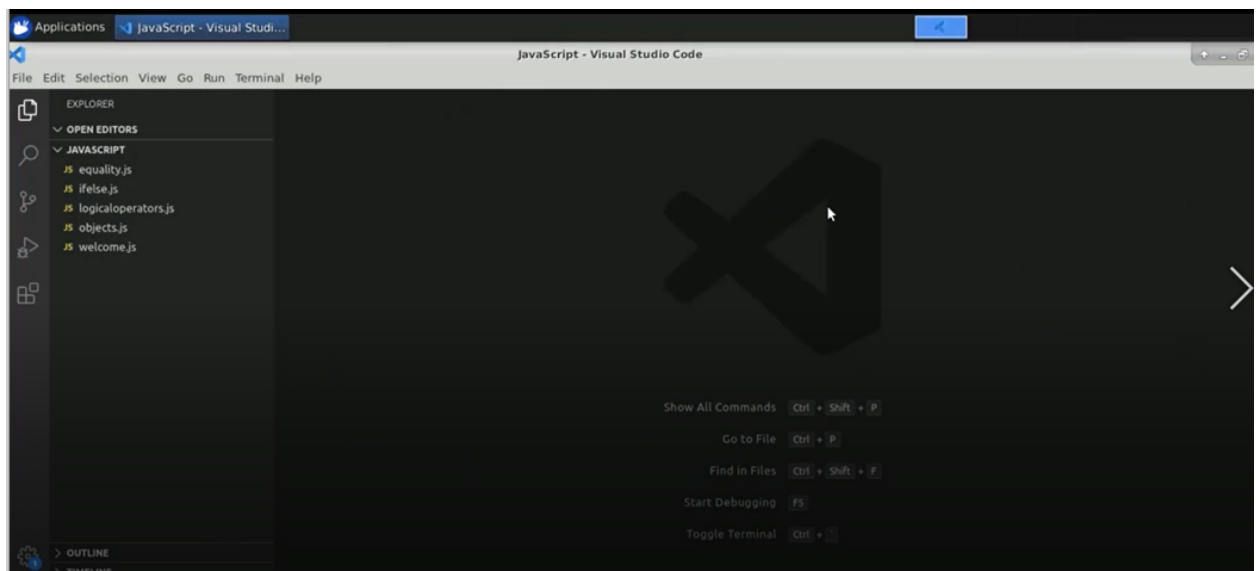 Applications JavaScript - Visual Studi...
JavaScript - Visual Studio Code
File Edit Selection View Go Run Terminal Help
EXPLORER
OPEN EDITORS
JAVASCRIPT
JS equality.js
JS ifelse.js
JS logicaloperators.js
JS objects.js
JS welcome.js
Show All Commands Ctrl + Shift + P
Go to File Ctrl + P
Find in Files Ctrl + Shift + F
Start Debugging F5
Toggle Terminal Ctrl + `
1
OUTLINE
TIMELINE